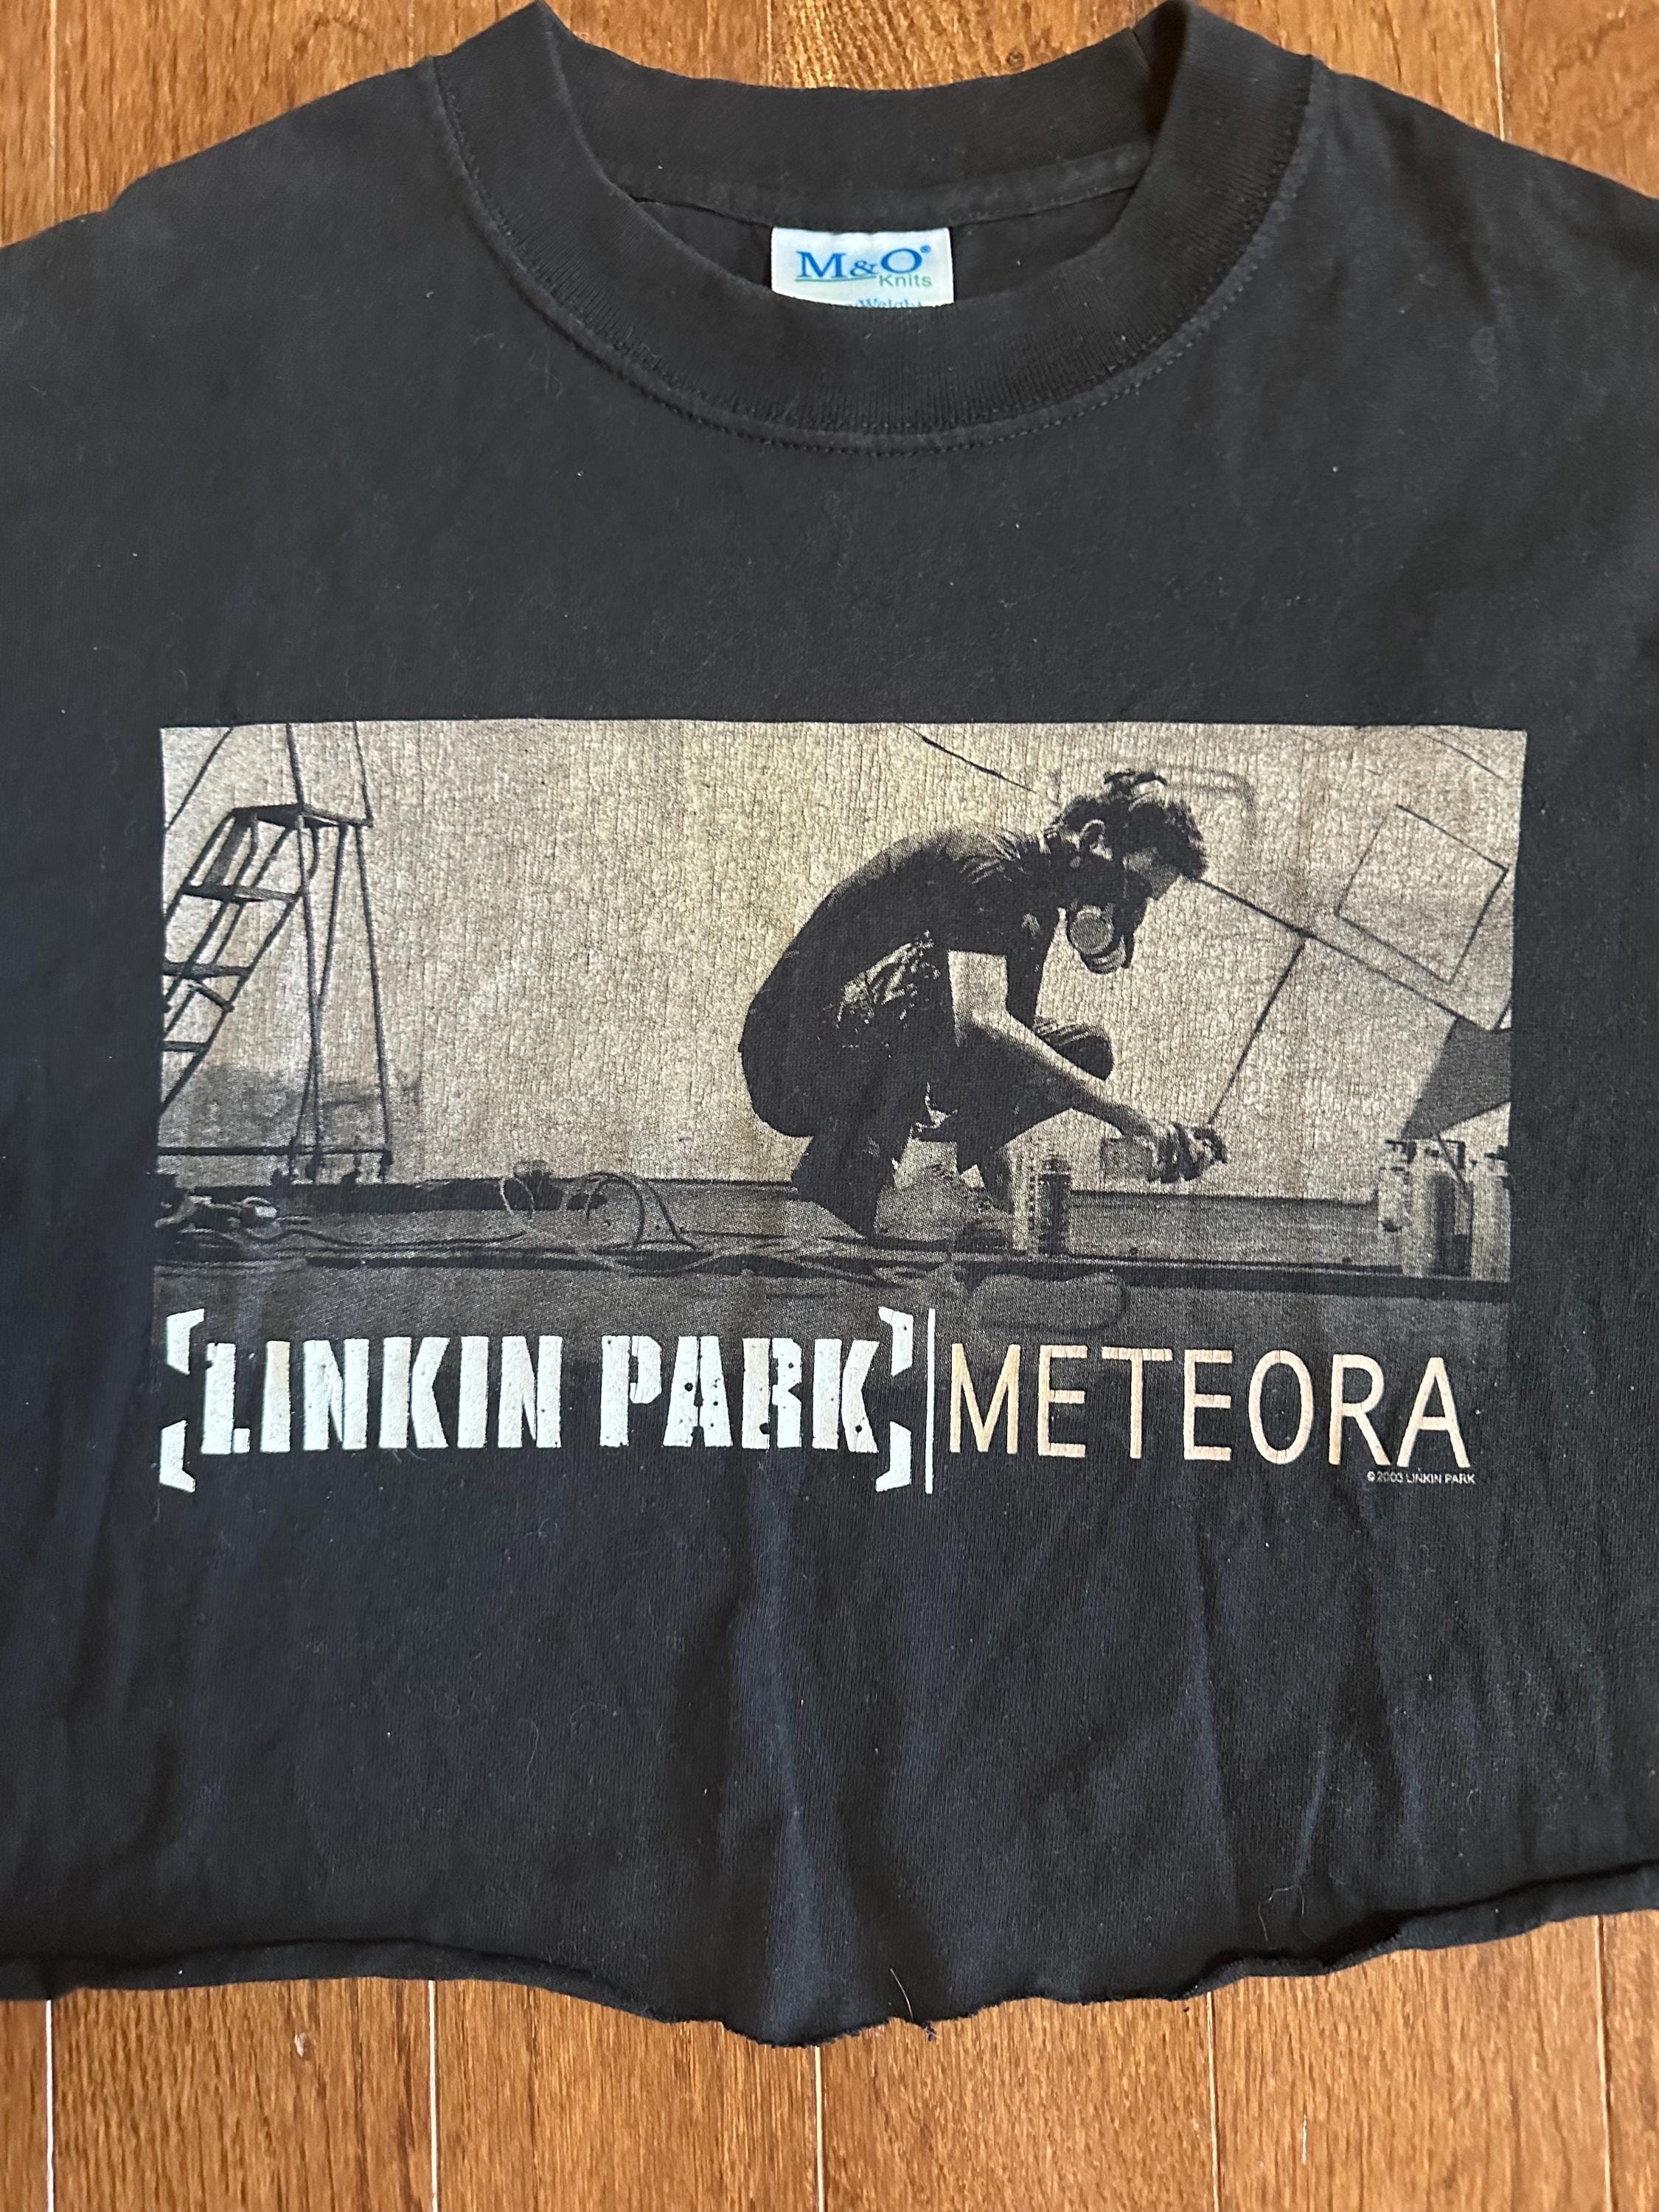 M&O®
Knits
[LINKIN PARK] METEORA
© 2003 LINKIN PARK